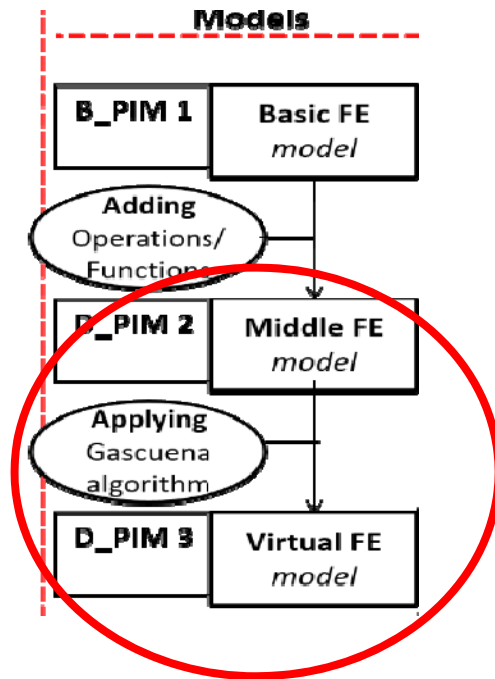 Models
B_PIM 1
Basic FE
model
Adding
Operations/
Functions
PIM 2
Middle FE
model
Applying
Gascuena
algorithm
D_PIM 3
Virtual FE
model